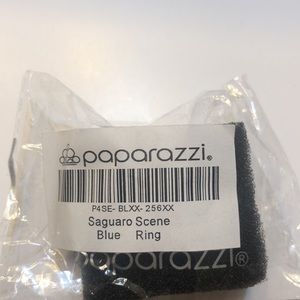 paparazzi®
P4SE- BLXX- 256XX
Saguaro Scene
Blue Ring
paparazzi®